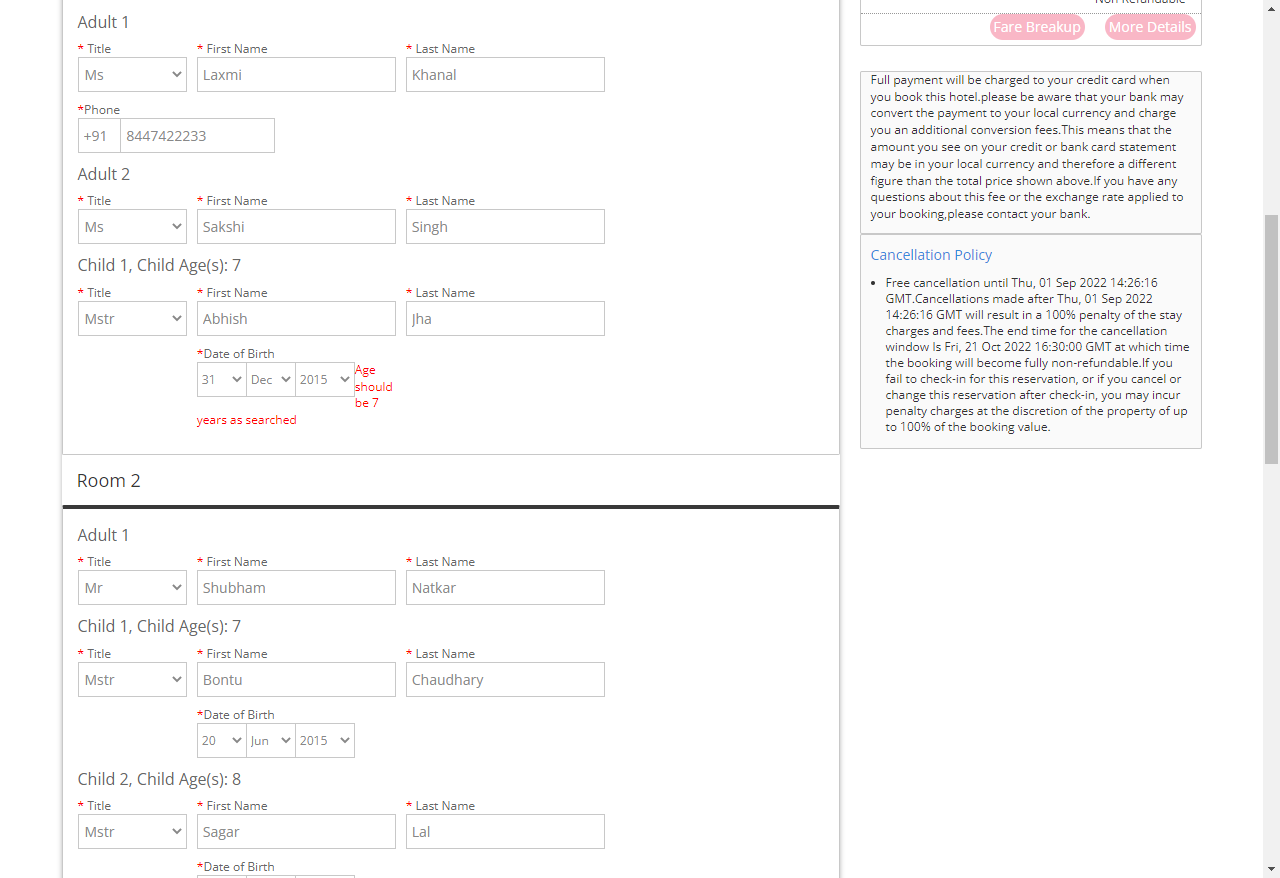 Adult 1
* Title * First Name * Last Name
Ms Laxmi Khanal
*Phone
+91 8447422233
Adult 2
* Title * First Name * Last Name
Ms Sakshi Singh
Child 1, Child Age(s): 7
* Title * First Name * Last Name
Mstr Abhish Jha
*Date of Birth
31 Dec 2015 Age
should
be 7
years as searched
Room 2
Adult 1
* Title * First Name * Last Name
Mr Shubham Natkar
Child 1, Child Age(s): 7
* Title * First Name * Last Name
Mstr Bontu Chaudhary
*Date of Birth
20 Jun 2015
Child 2, Child Age(s): 8
* Title * First Name * Last Name
Mstr Sagar Lal
*Date of Birth
Non Refundable
Fare Breakup More Details
Full payment will be charged to your credit card when
you book this hotel.please be aware that your bank may
convert the payment to your local currency and charge
you an additional conversion fees.This means that the
amount you see on your credit or bank card statement
may be in your local currency and therefore a different
figure than the total price shown above.If you have any
questions about this fee or the exchange rate applied to
your booking,please contact your bank.
Cancellation Policy
• Free cancellation until Thu, 01 Sep 2022 14:26:16
GMT.Cancellations made after Thu, 01 Sep 2022
14:26:16 GMT will result in a 100% penalty of the stay
charges and fees.The end time for the cancellation
window Is Fri, 21 Oct 2022 16:30:00 GMT at which time
the booking will become fully non-refundable.If you
fail to check-in for this reservation, or if you cancel or
change this reservation after check-in, you may incur
penalty charges at the discretion of the property of up
to 100% of the booking value.